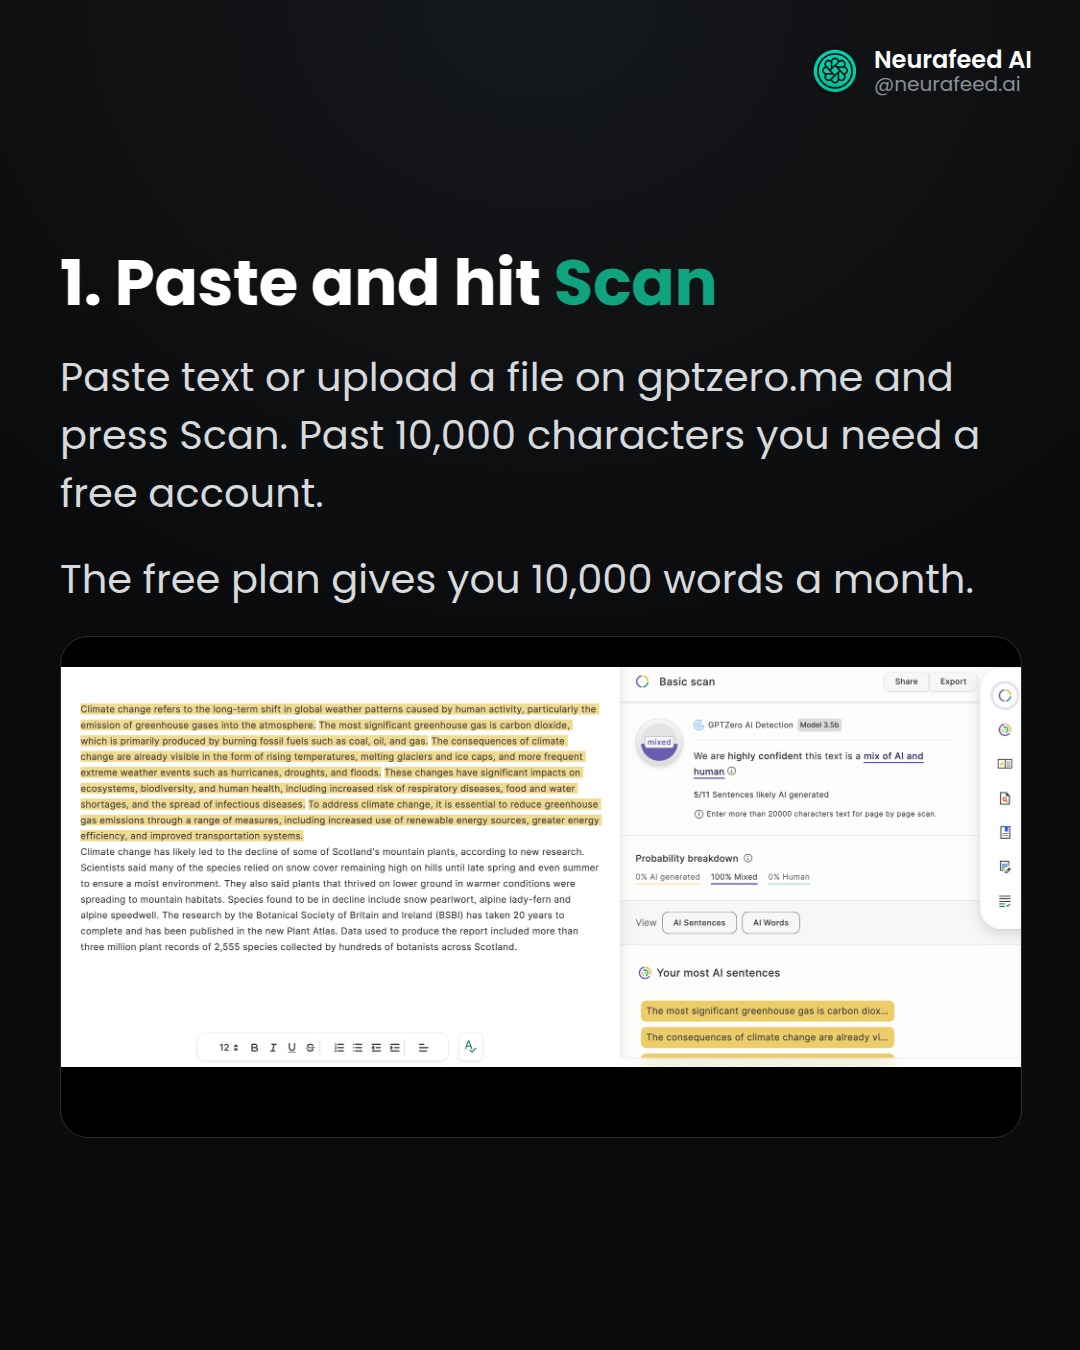 Neurafeed AI
@neurafeed.ai
1. Paste and hit Scan
Paste text or upload a file on gptzero.me and
press Scan. Past 10,000 characters you need a
free account.
The free plan gives you 10,000 words a month.
Climate change refers to the long-term shift in global weather patterns caused by human activity, particularly the
emission of greenhouse gases into the atmosphere. The most significant greenhouse gas is carbon dioxide,
which is primarily produced by burning fossil fuels such as coal, oil, and gas. The consequences of climate
change are already visible in the form of rising temperatures, melting glaciers and ice caps, and more frequent
extreme weather events such as hurricanes, droughts, and floods. These changes have significant impacts on
ecosystems, biodiversity, and human health, including increased risk of respiratory diseases, food and water
shortages, and the spread of infectious diseases. To address climate change, it is essential to reduce greenhouse
gas emissions through a range of measures, including increased use of renewable energy sources, greater energy
efficiency, and improved transportation systems.
Climate change has likely led to the decline of some of Scotland's mountain plants, according to new research.
Scientists said many of the species relied on snow cover remaining high on hills until late spring and even summer
to ensure a moist environment. They also said plants that thrived on lower ground in warmer conditions were
spreading to mountain habitats. Species found to be in decline include snow pearlwort, alpine lady-fern and
alpine speedwell. The research by the Botanical Society of Britain and Ireland (BSBI) has taken 20 years to
complete and has been published in the new Plant Atlas. Data used to produce the report included more than
three million plant records of 2,555 species collected by hundreds of botanists across Scotland.
12 B I U S
Basic scan
Share Export
mixed
GPTZero AI Detection Model 3.5b
We are highly confident this text is a mix of AI and
human
5/11 Sentences likely AI generated
Enter more than 20000 characters text for page by page scan.
Probability breakdown
0% AI generated 100% Mixed 0% Human
View AI Sentences AI Words
Your most AI sentences
The most significant greenhouse gas is carbon diox...
The consequences of climate change are already vi...